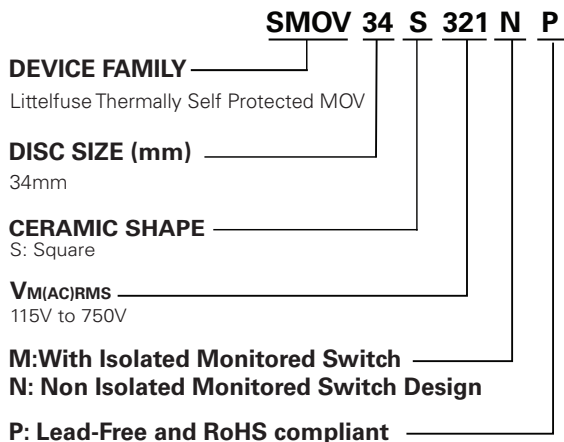 SMOV 34 S 321 N P
DEVICE FAMILY
Littelfuse Thermally Self Protected MOV
DISC SIZE (mm)
34mm
CERAMIC SHAPE
S: Square
VM(AC)RMS
115V to 750V
M:With Isolated Monitored Switch
N: Non Isolated Monitored Switch Design
P: Lead-Free and RoHS compliant